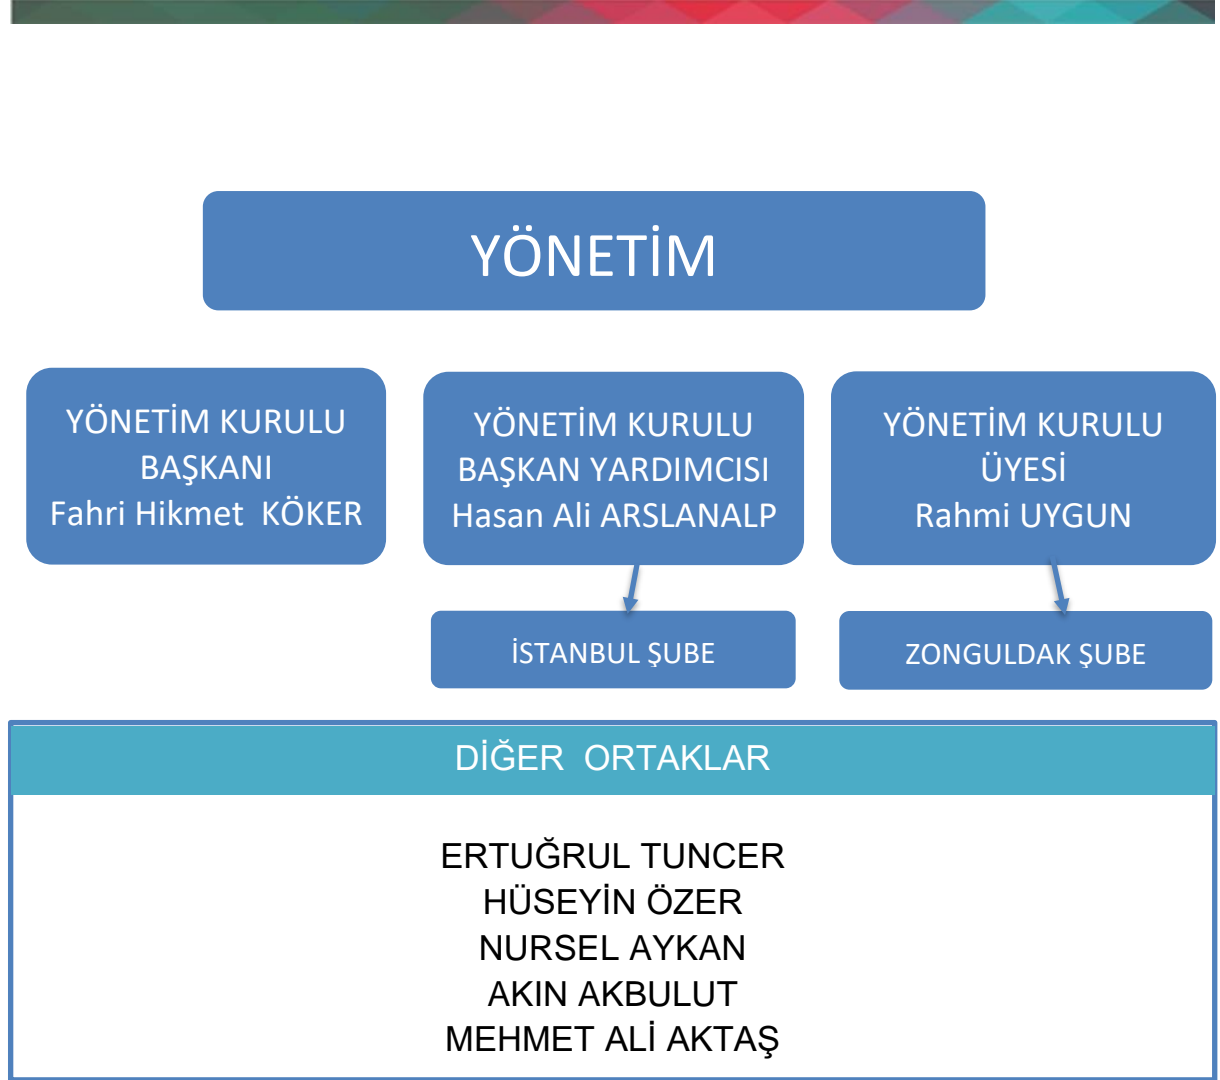 YÖNETİM
YÖNETİM KURULU
BAŞKANI
Fahri Hikmet  KÖKER
YÖNETİM KURULU
BAŞKAN YARDIMCISI
Hasan Ali ARSLANALP
YÖNETİM KURULU
ÜYESİ
Rahmi UYGUN
İSTANBUL ŞUBE
ZONGULDAK ŞUBE
DİĞER  ORTAKLAR
ERTUĞRUL TUNCER
HÜSEYİN ÖZER
NURSEL AYKAN
AKIN AKBULUT
MEHMET ALİ AKTAŞ